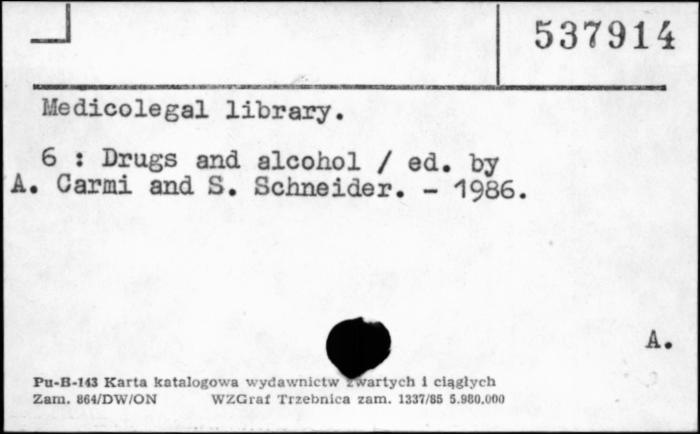 537914
Medicolegal library.
6 : Drugs and alcohol / ed. by
A. Carmi and S. Schneider. - 1986.
A.
Pu-B-143 Karta katalogowa wydawnictw zwartych i ciągłych
Zam. 864/DW/ON WZGraf Trzebnica zam. 1337/85 5.980.000